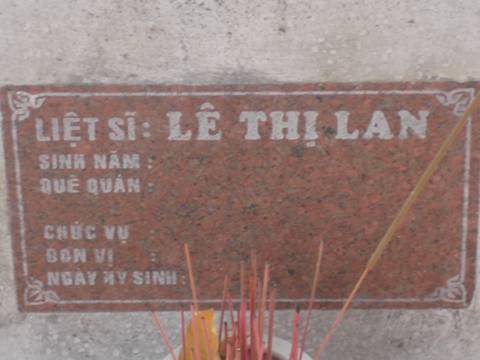 LIỆT SĨ: LÊ THỊ LAN
SINH NĂM :
QUÊ QUÁN :
CHỨC VỤ :
ĐƠN VỊ :
NGÀY HY SINH :